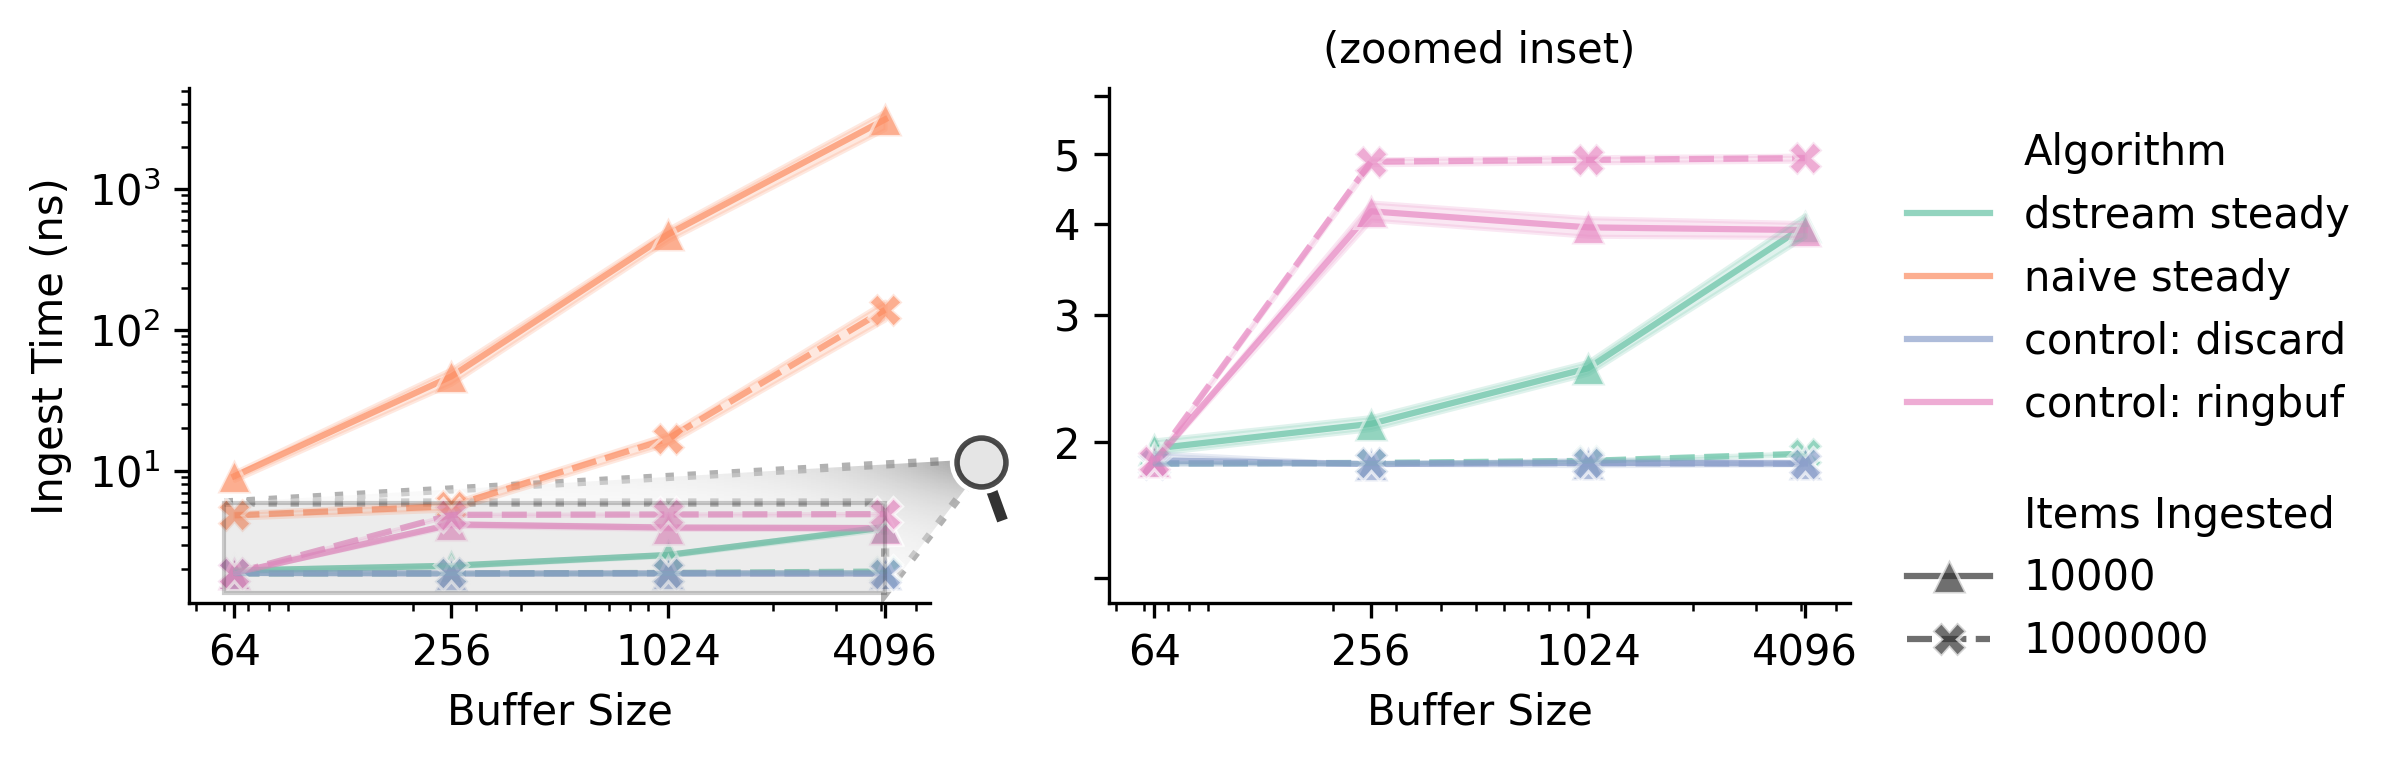 (zoomed inset)
Ingest Time (ns)
10³
10²
10¹
64 256 1024 4096
Buffer Size
5
4
3
2
64 256 1024 4096
Buffer Size
Algorithm
dstream steady
naive steady
control: discard
control: ringbuf
Items Ingested
10000
1000000